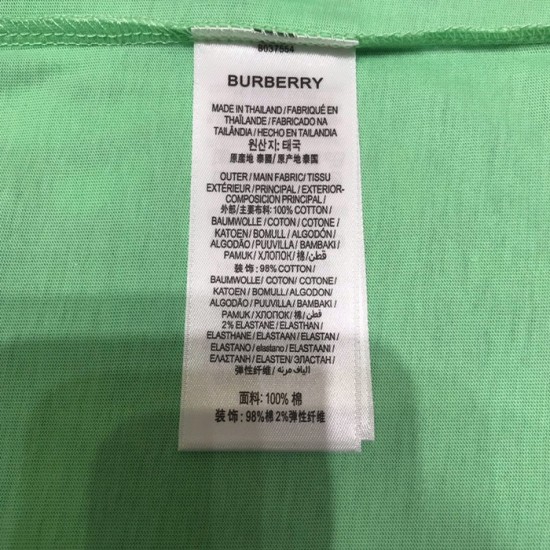 8037554
BURBERRY
MADE IN THAILAND / FABRIQUÉ EN
THAÏLANDE / FABRICADO NA
TAILÂNDIA / HECHO EN TAILANDIA
원산지: 태국
原産地 泰國 / 原产地 泰国
OUTER / MAIN FABRIC / TISSU
EXTÉRIEUR / PRINCIPAL / EXTERIOR-
COMPOSICIÓN PRINCIPAL /
外部/主要布料: 100% COTTON /
BAUMWOLLE / COTON / COTONE /
KATOEN / BOMULL / ALGODÓN /
ALGODÃO / PUUVILLA / BAMBAKI /
PAMUK / ХЛОПОК / 棉 / قطن /
装 饰 : 98% COTTON /
BAUMWOLLE / COTON / COTONE /
KATOEN / BOMULL / ALGODON /
ALGODÃO / PUUVILLA / BAMBAKI /
PAMUK / ХЛОПОК / 棉 / قطن /
2% ELASTANE / ELASTHAN /
ELASTHANE / ELASTAAN / ELASTAN /
ELASTANO / elastano / ELASTAANI /
ΕΛΑΣΤΑΝΗ / ELASTEN / ЭЛАСТАН /
弹性纤维 / الياف مرنه /
面料: 100% 棉
装 饰 : 98%棉 2%弹性纤维